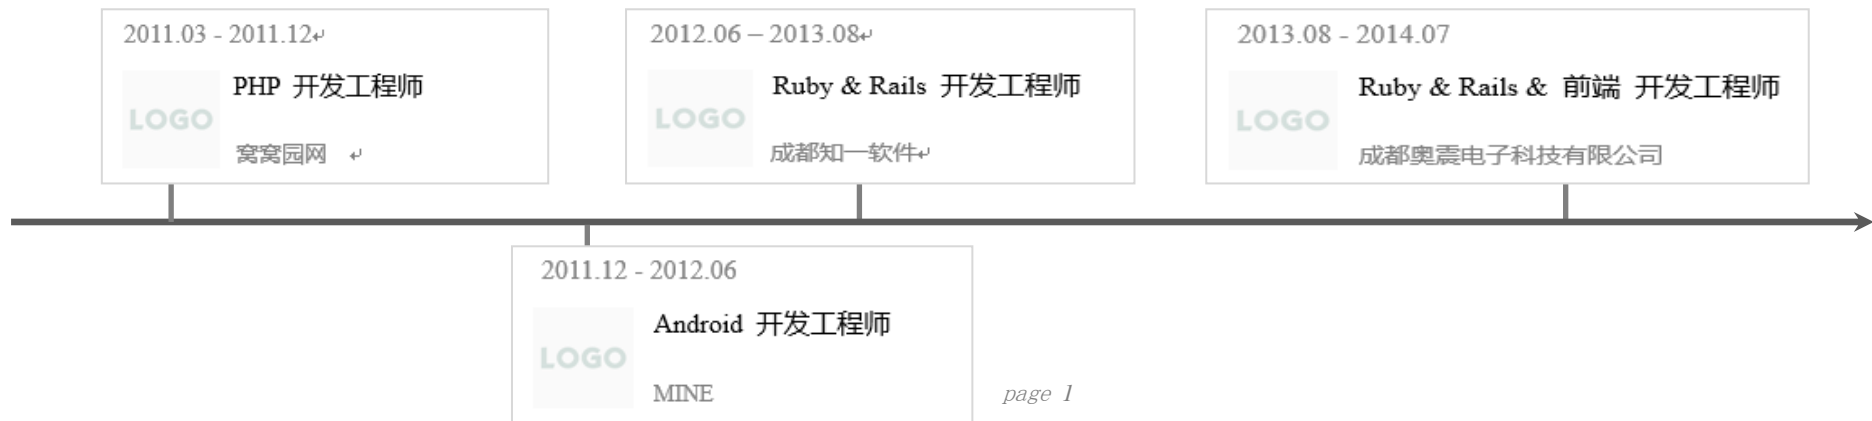 2011.03 - 2011.12
LOGO
PHP 开发工程师
窝窝园网
2012.06 – 2013.08
LOGO
Ruby & Rails 开发工程师
成都知一软件
2013.08 - 2014.07
LOGO
Ruby & Rails & 前端 开发工程师
成都奥震电子科技有限公司
2011.12 - 2012.06
LOGO
Android 开发工程师
MINE
page 1